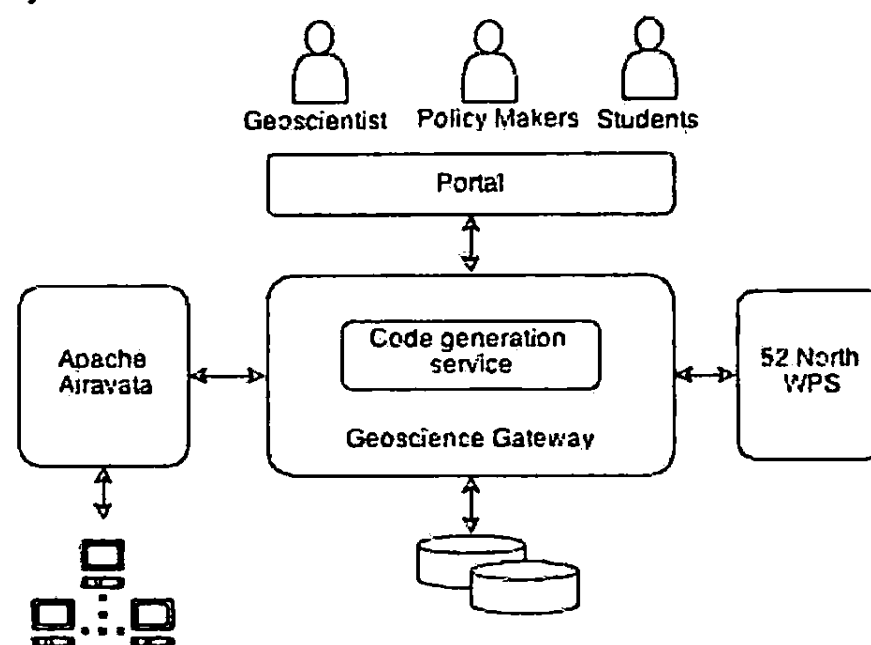 Geoscientist Policy Makers Students
Portal
Code generation
service
Geoscience Gateway
Apache
Airavata
52 North
WPS